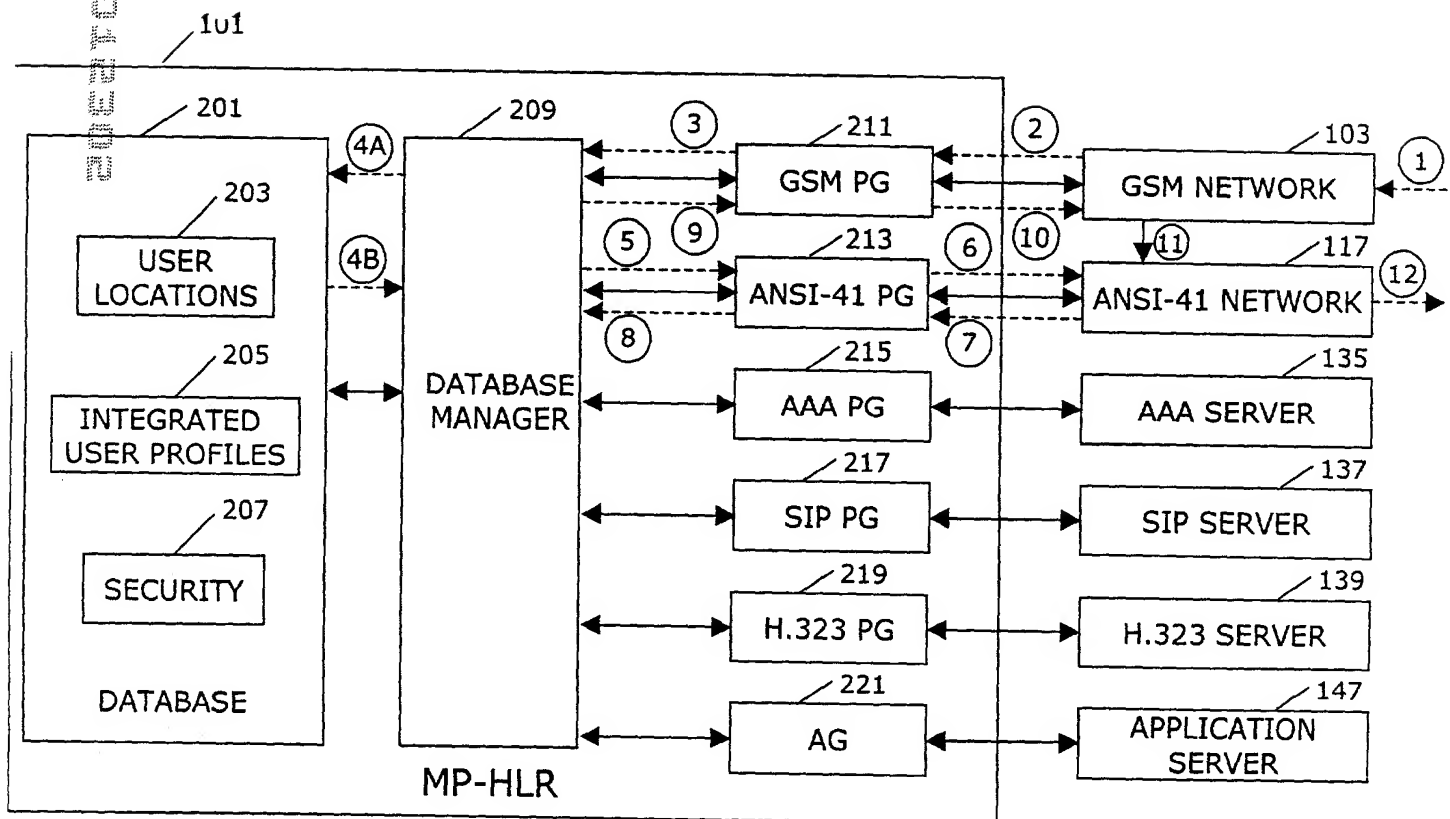 101
201
209
4A
3
211
2
103
GSM PG
GSM NETWORK
1
203
USER
LOCATIONS
4B
9
10
11
5
213
6
117
ANSI-41 PG
ANSI-41 NETWORK
12
8
7
205
INTEGRATED
USER PROFILES
DATABASE
MANAGER
215
AAA PG
135
AAA SERVER
217
SIP PG
137
SIP SERVER
207
SECURITY
219
H.323 PG
139
H.323 SERVER
DATABASE
221
AG
147
APPLICATION
SERVER
MP-HLR